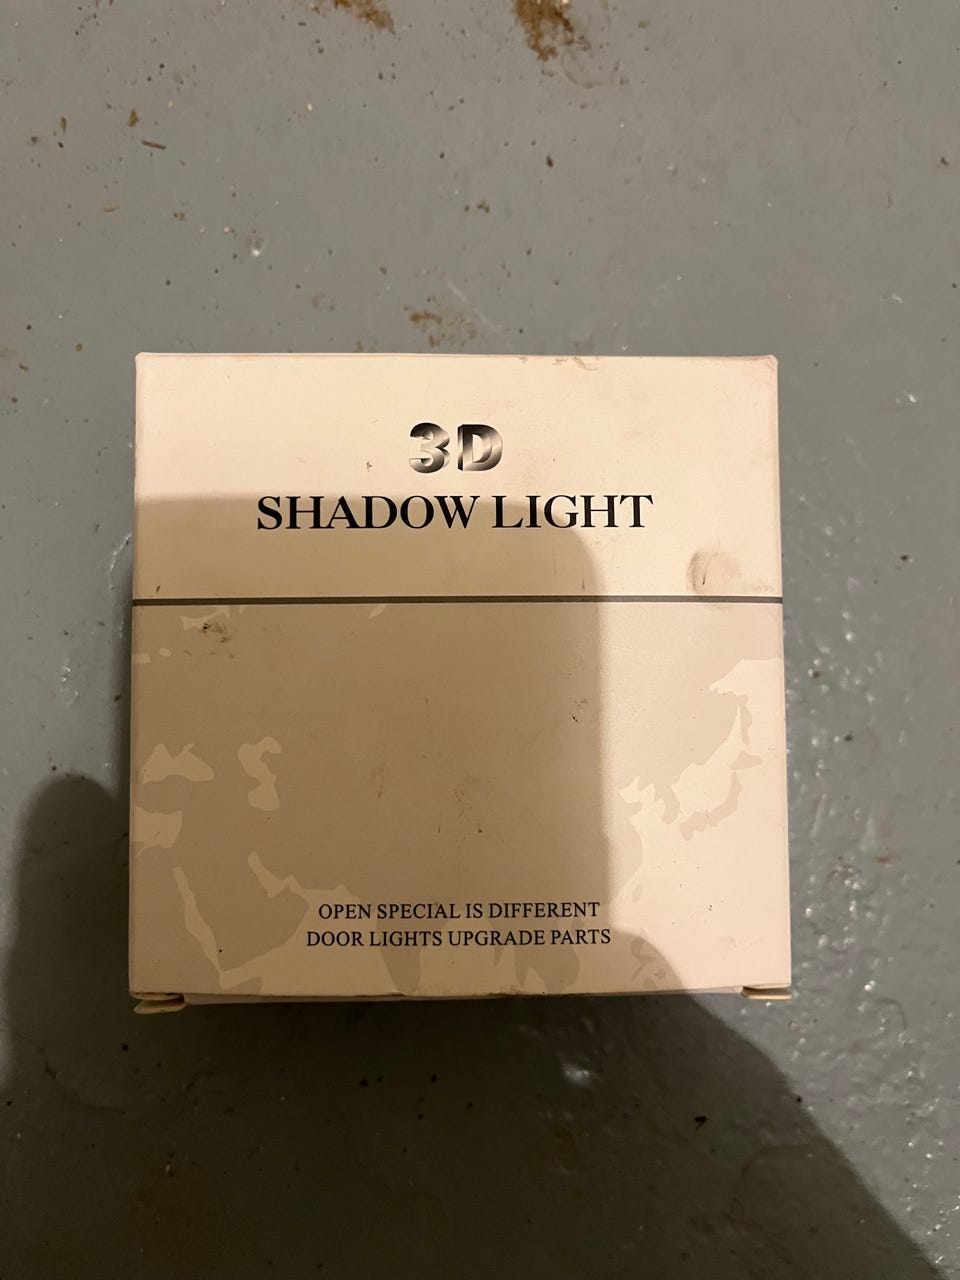 3D
SHADOW LIGHT
OPEN SPECIAL IS DIFFERENT
DOOR LIGHTS UPGRADE PARTS